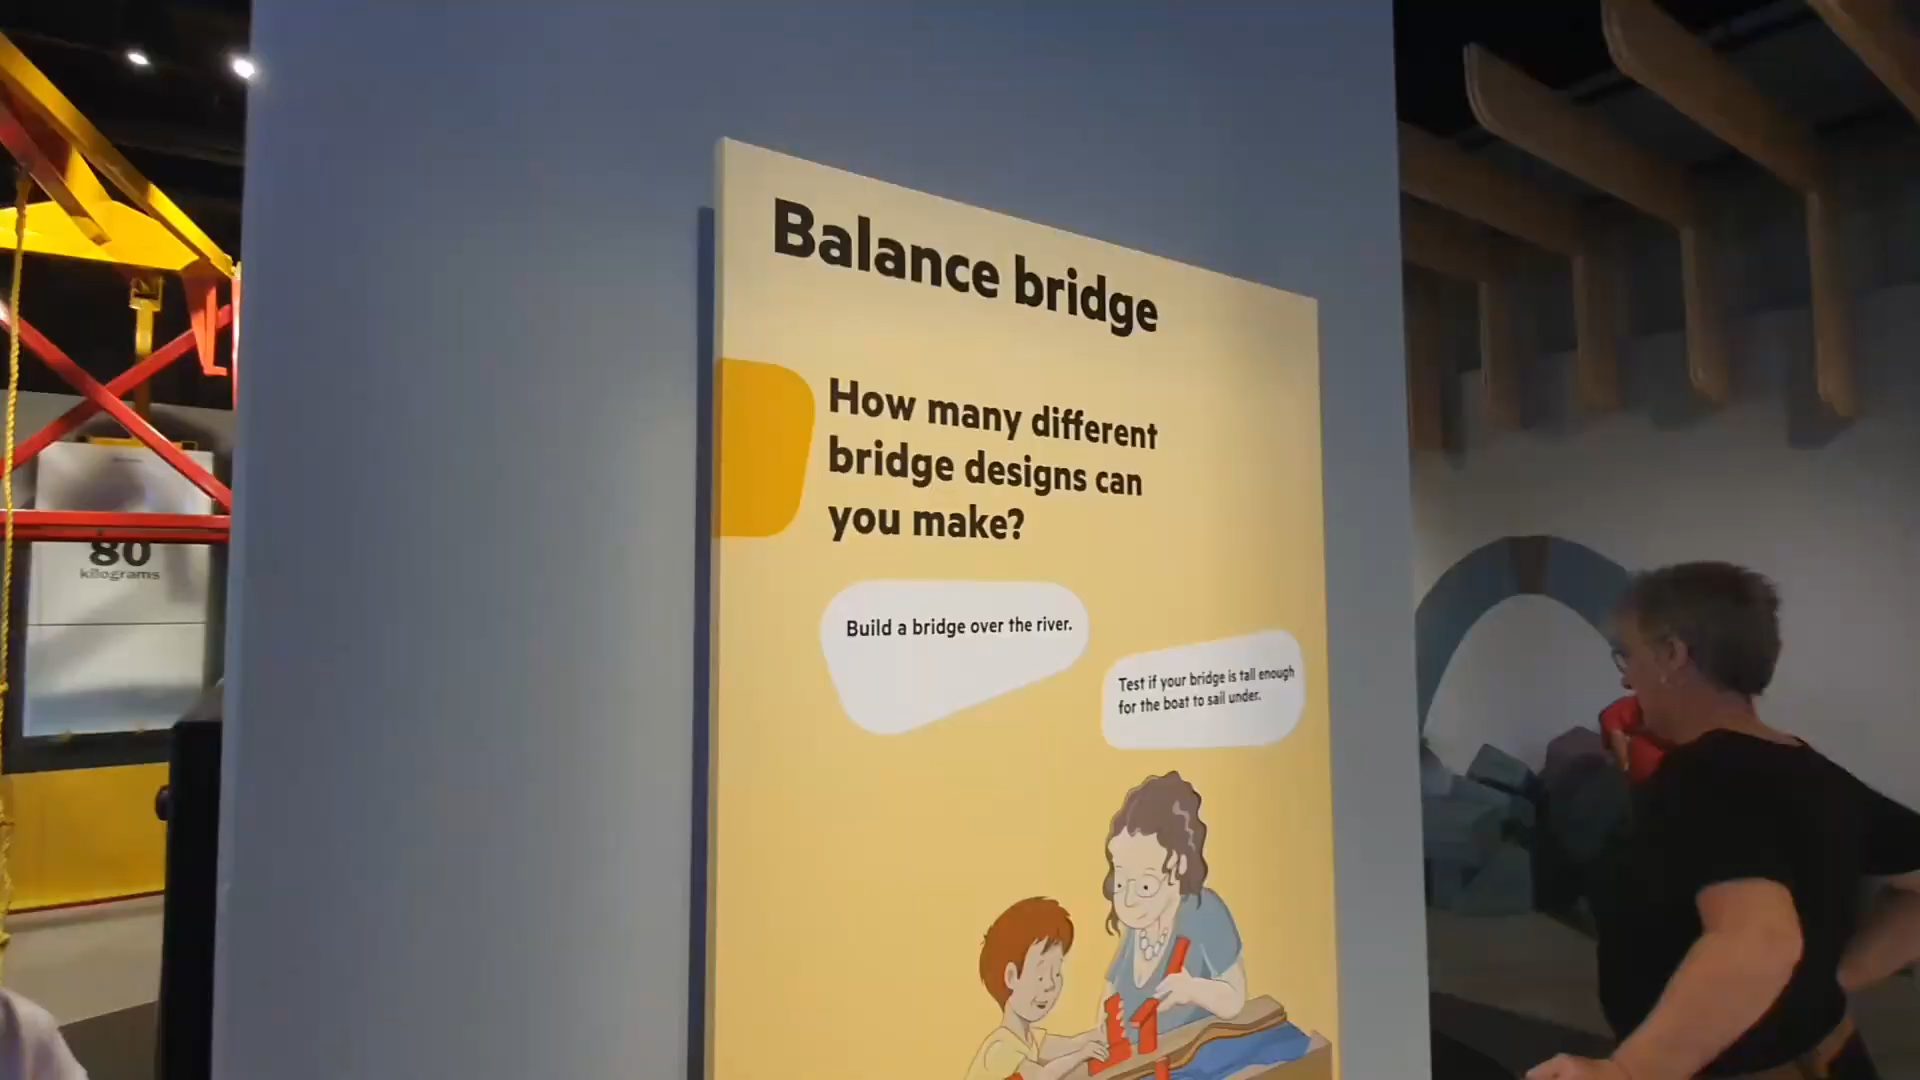 Balance bridge
How many different
bridge designs can
you make?
Build a bridge over the river.
Test if your bridge is tall enough
for the boat to sail under.
80
kilograms